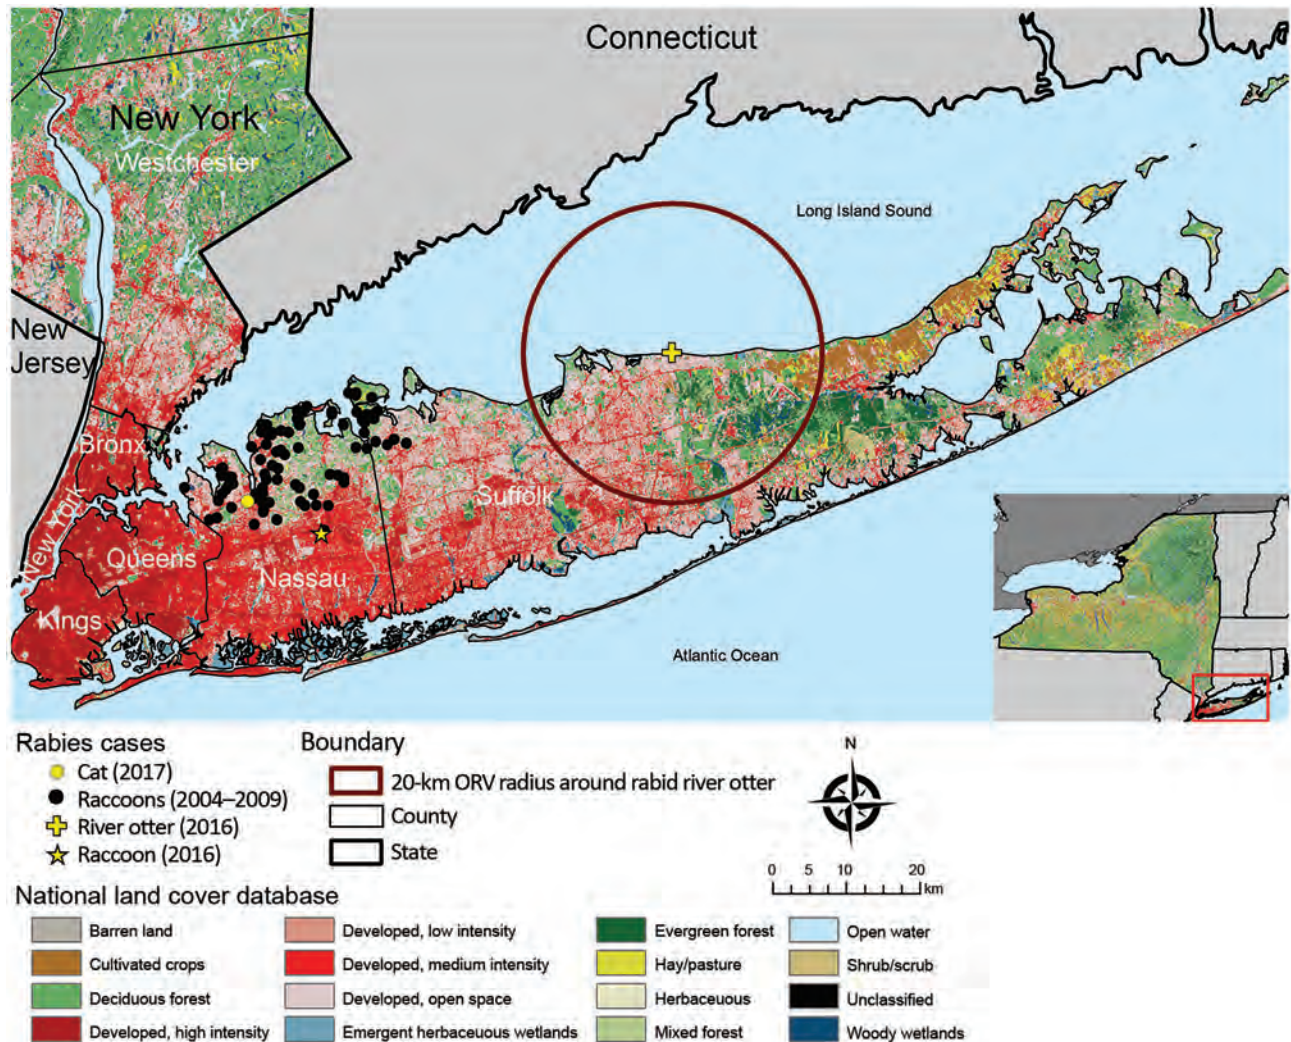 Connecticut
New York
Westchester
Long Island Sound
New
Jersey
Bronx
New York
Queens
Suffolk
Nassau
Kings
Atlantic Ocean
Rabies cases
Cat (2017)
Raccoons (2004–2009)
River otter (2016)
Raccoon (2016)
Boundary
20-km ORV radius around rabid river otter
County
State
N
0 5 10 20
km
National land cover database
Barren land
Cultivated crops
Deciduous forest
Developed, high intensity
Developed, low intensity
Developed, medium intensity
Developed, open space
Emergent herbaceous wetlands
Evergreen forest
Hay/pasture
Herbaceuous
Mixed forest
Open water
Shrub/scrub
Unclassified
Woody wetlands